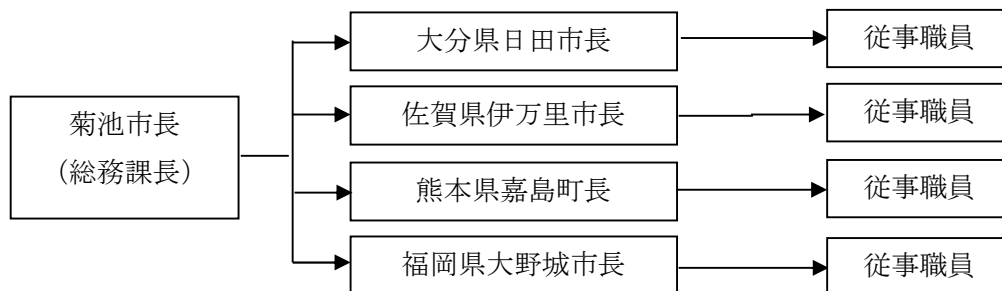 菊池市長
（総務課長）
大分県日田市長
従事職員
佐賀県伊万里市長
従事職員
熊本県嘉島町長
従事職員
福岡県大野城市長
従事職員